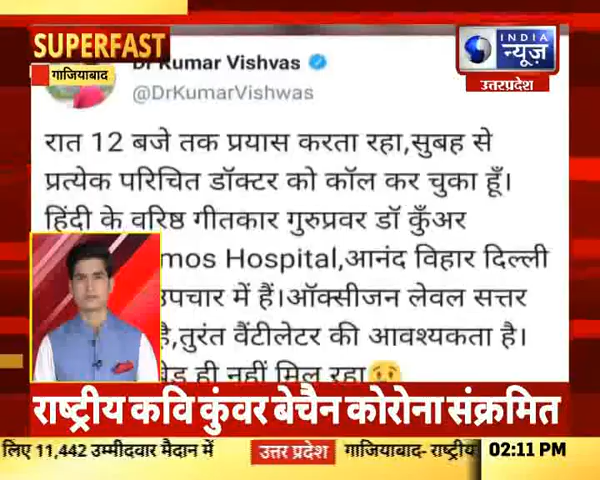 SUPERFAST
गाजियाबाद
INDIA
न्यूज़
उत्तरप्रदेश
Dr Kumar Vishvas
@DrKumarVishwas
रात 12 बजे तक प्रयास करता रहा,सुबह से
प्रत्येक परिचित डॉक्टर को कॉल कर चुका हूँ।
हिंदी के वरिष्ठ गीतकार गुरुप्रवर डॉ कुँअर
mos Hospital,आनंद विहार दिल्ली
उपचार में हैं।ऑक्सीजन लेवल सत्तर
है,तुरंत वैंटीलेटर की आवश्यकता है।
बेड ही नहीं मिल रहा
राष्ट्रीय कवि कुंवर बेचैन कोरोना संक्रमित
लिए 11,442 उम्मीदवार मैदान में
उत्तर प्रदेश
गाजियाबाद- राष्ट्रीय
02:11 PM